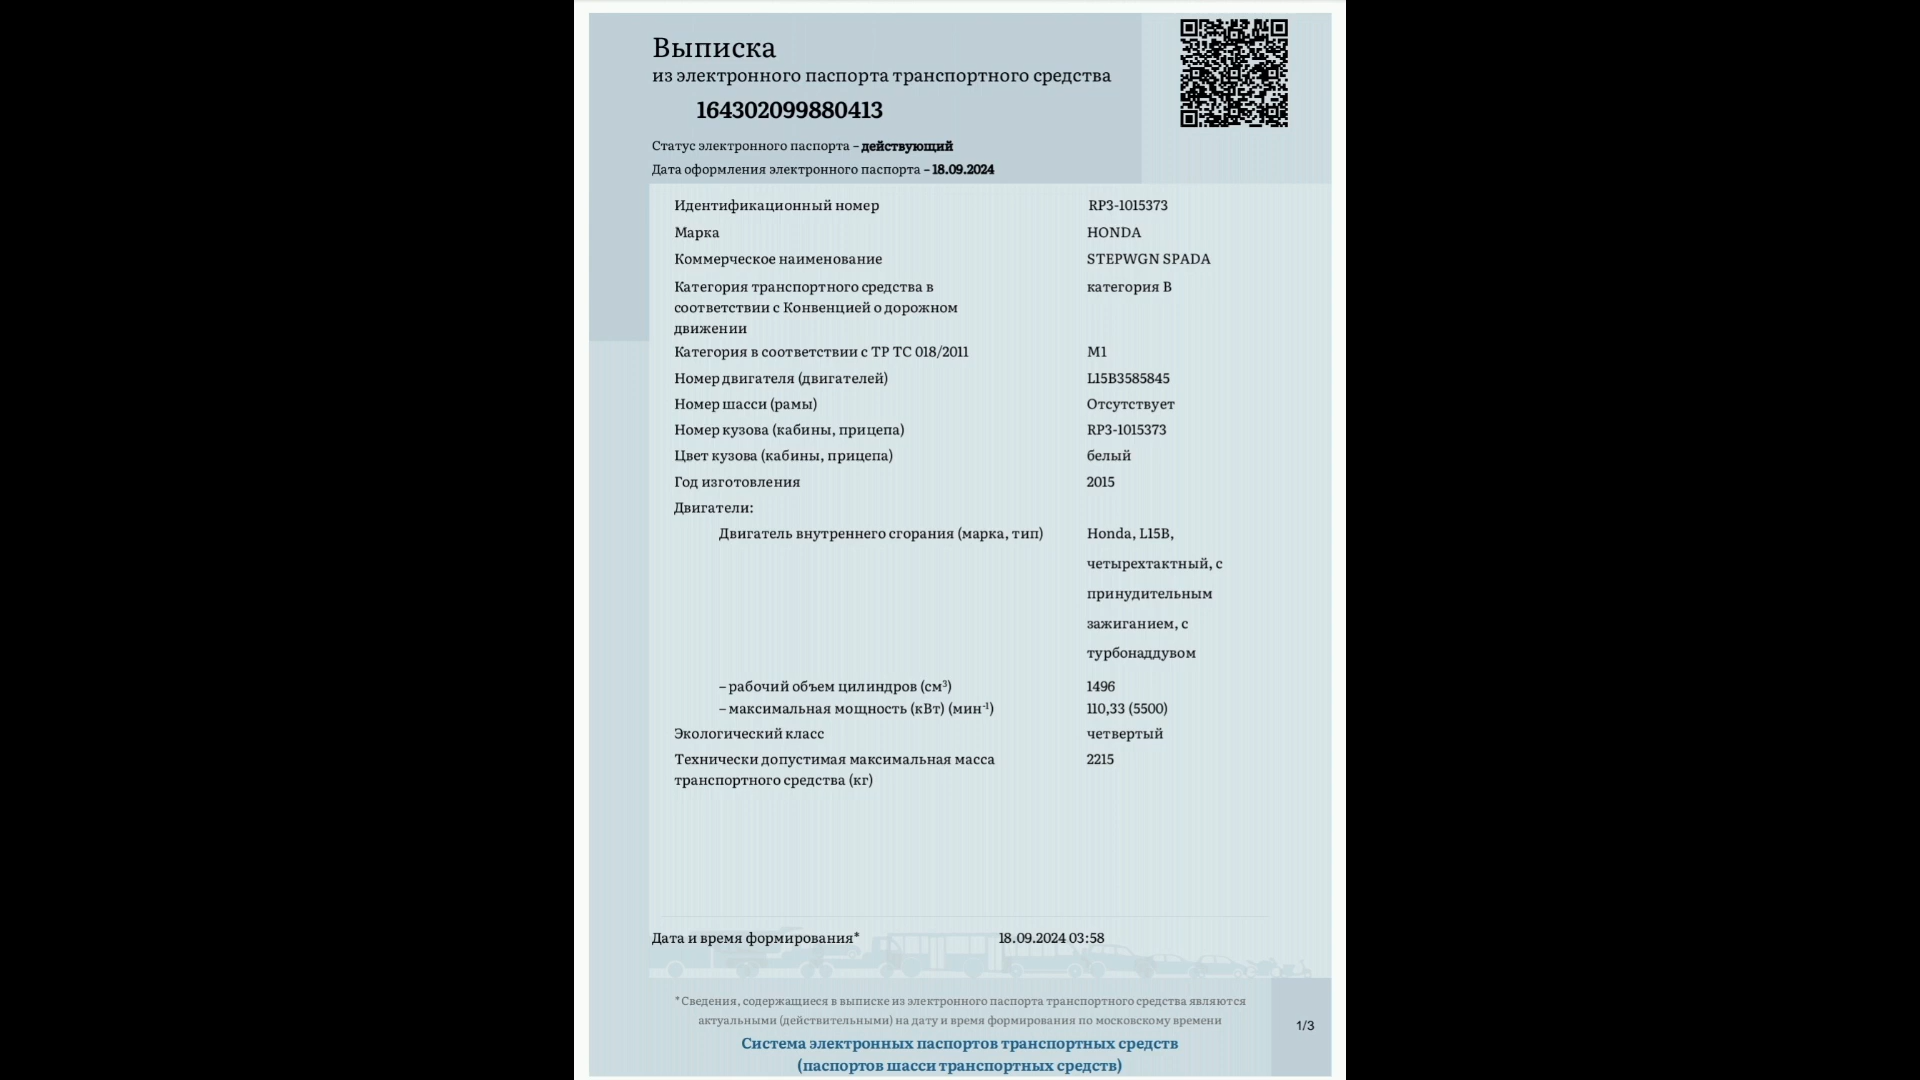 Выписка
из электронного паспорта транспортного средства
164302099880413
Статус электронного паспорта – действующий
Дата оформления электронного паспорта – 18.09.2024
Идентификационный номер RP3-1015373
Марка HONDA
Коммерческое наименование STEPWGN SPADA
Категория транспортного средства в категория B
соответствии с Конвенцией о дорожном
движении
Категория в соответствии с ТР ТС 018/2011 M1
Номер двигателя (двигателей) L15B3585845
Номер шасси (рамы) Отсутствует
Номер кузова (кабины, прицепа) RP3-1015373
Цвет кузова (кабины, прицепа) белый
Год изготовления 2015
Двигатели:
Двигатель внутреннего сгорания (марка, тип) Honda, L15B,
четырехтактный, с
принудительным
зажиганием, с
турбонаддувом
– рабочий объем цилиндров (см³) 1496
– максимальная мощность (кВт) (мин⁻¹) 110,33 (5500)
Экологический класс четвертый
Технически допустимая максимальная масса 2215
транспортного средства (кг)
Дата и время формирования* 18.09.2024 03:58
*Сведения, содержащиеся в выписке из электронного паспорта транспортного средства являются
актуальными (действительными) на дату и время формирования по московскому времени
1/3
Система электронных паспортов транспортных средств
(паспортов шасси транспортных средств)